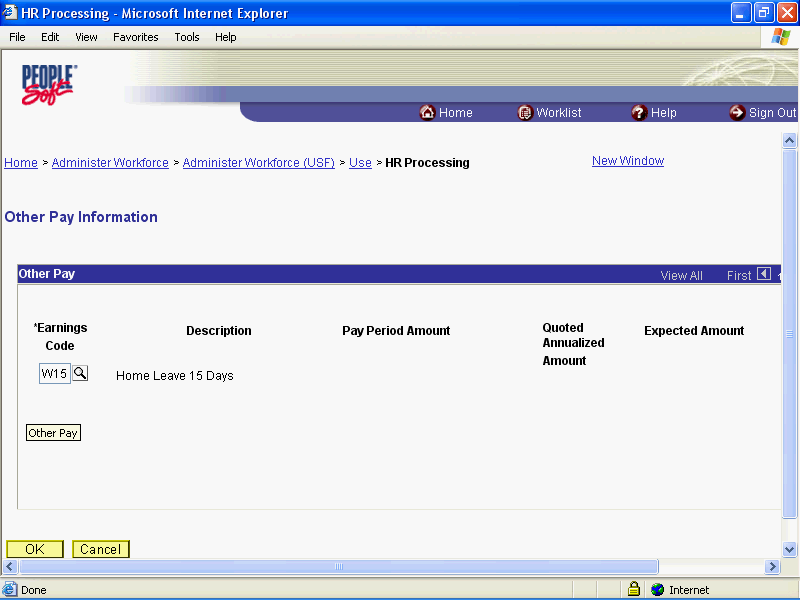 HR Processing - Microsoft Internet Explorer
File Edit View Favorites Tools Help
PEOPLE
Soft
Home Worklist Help Sign Out
Home > Administer Workforce > Administer Workforce (USF) > Use > HR Processing
New Window
Other Pay Information
Other Pay View All First
*Earnings Code Description Pay Period Amount Quoted Annualized Amount Expected Amount
W15 Home Leave 15 Days
Other Pay
OK Cancel
Done Internet